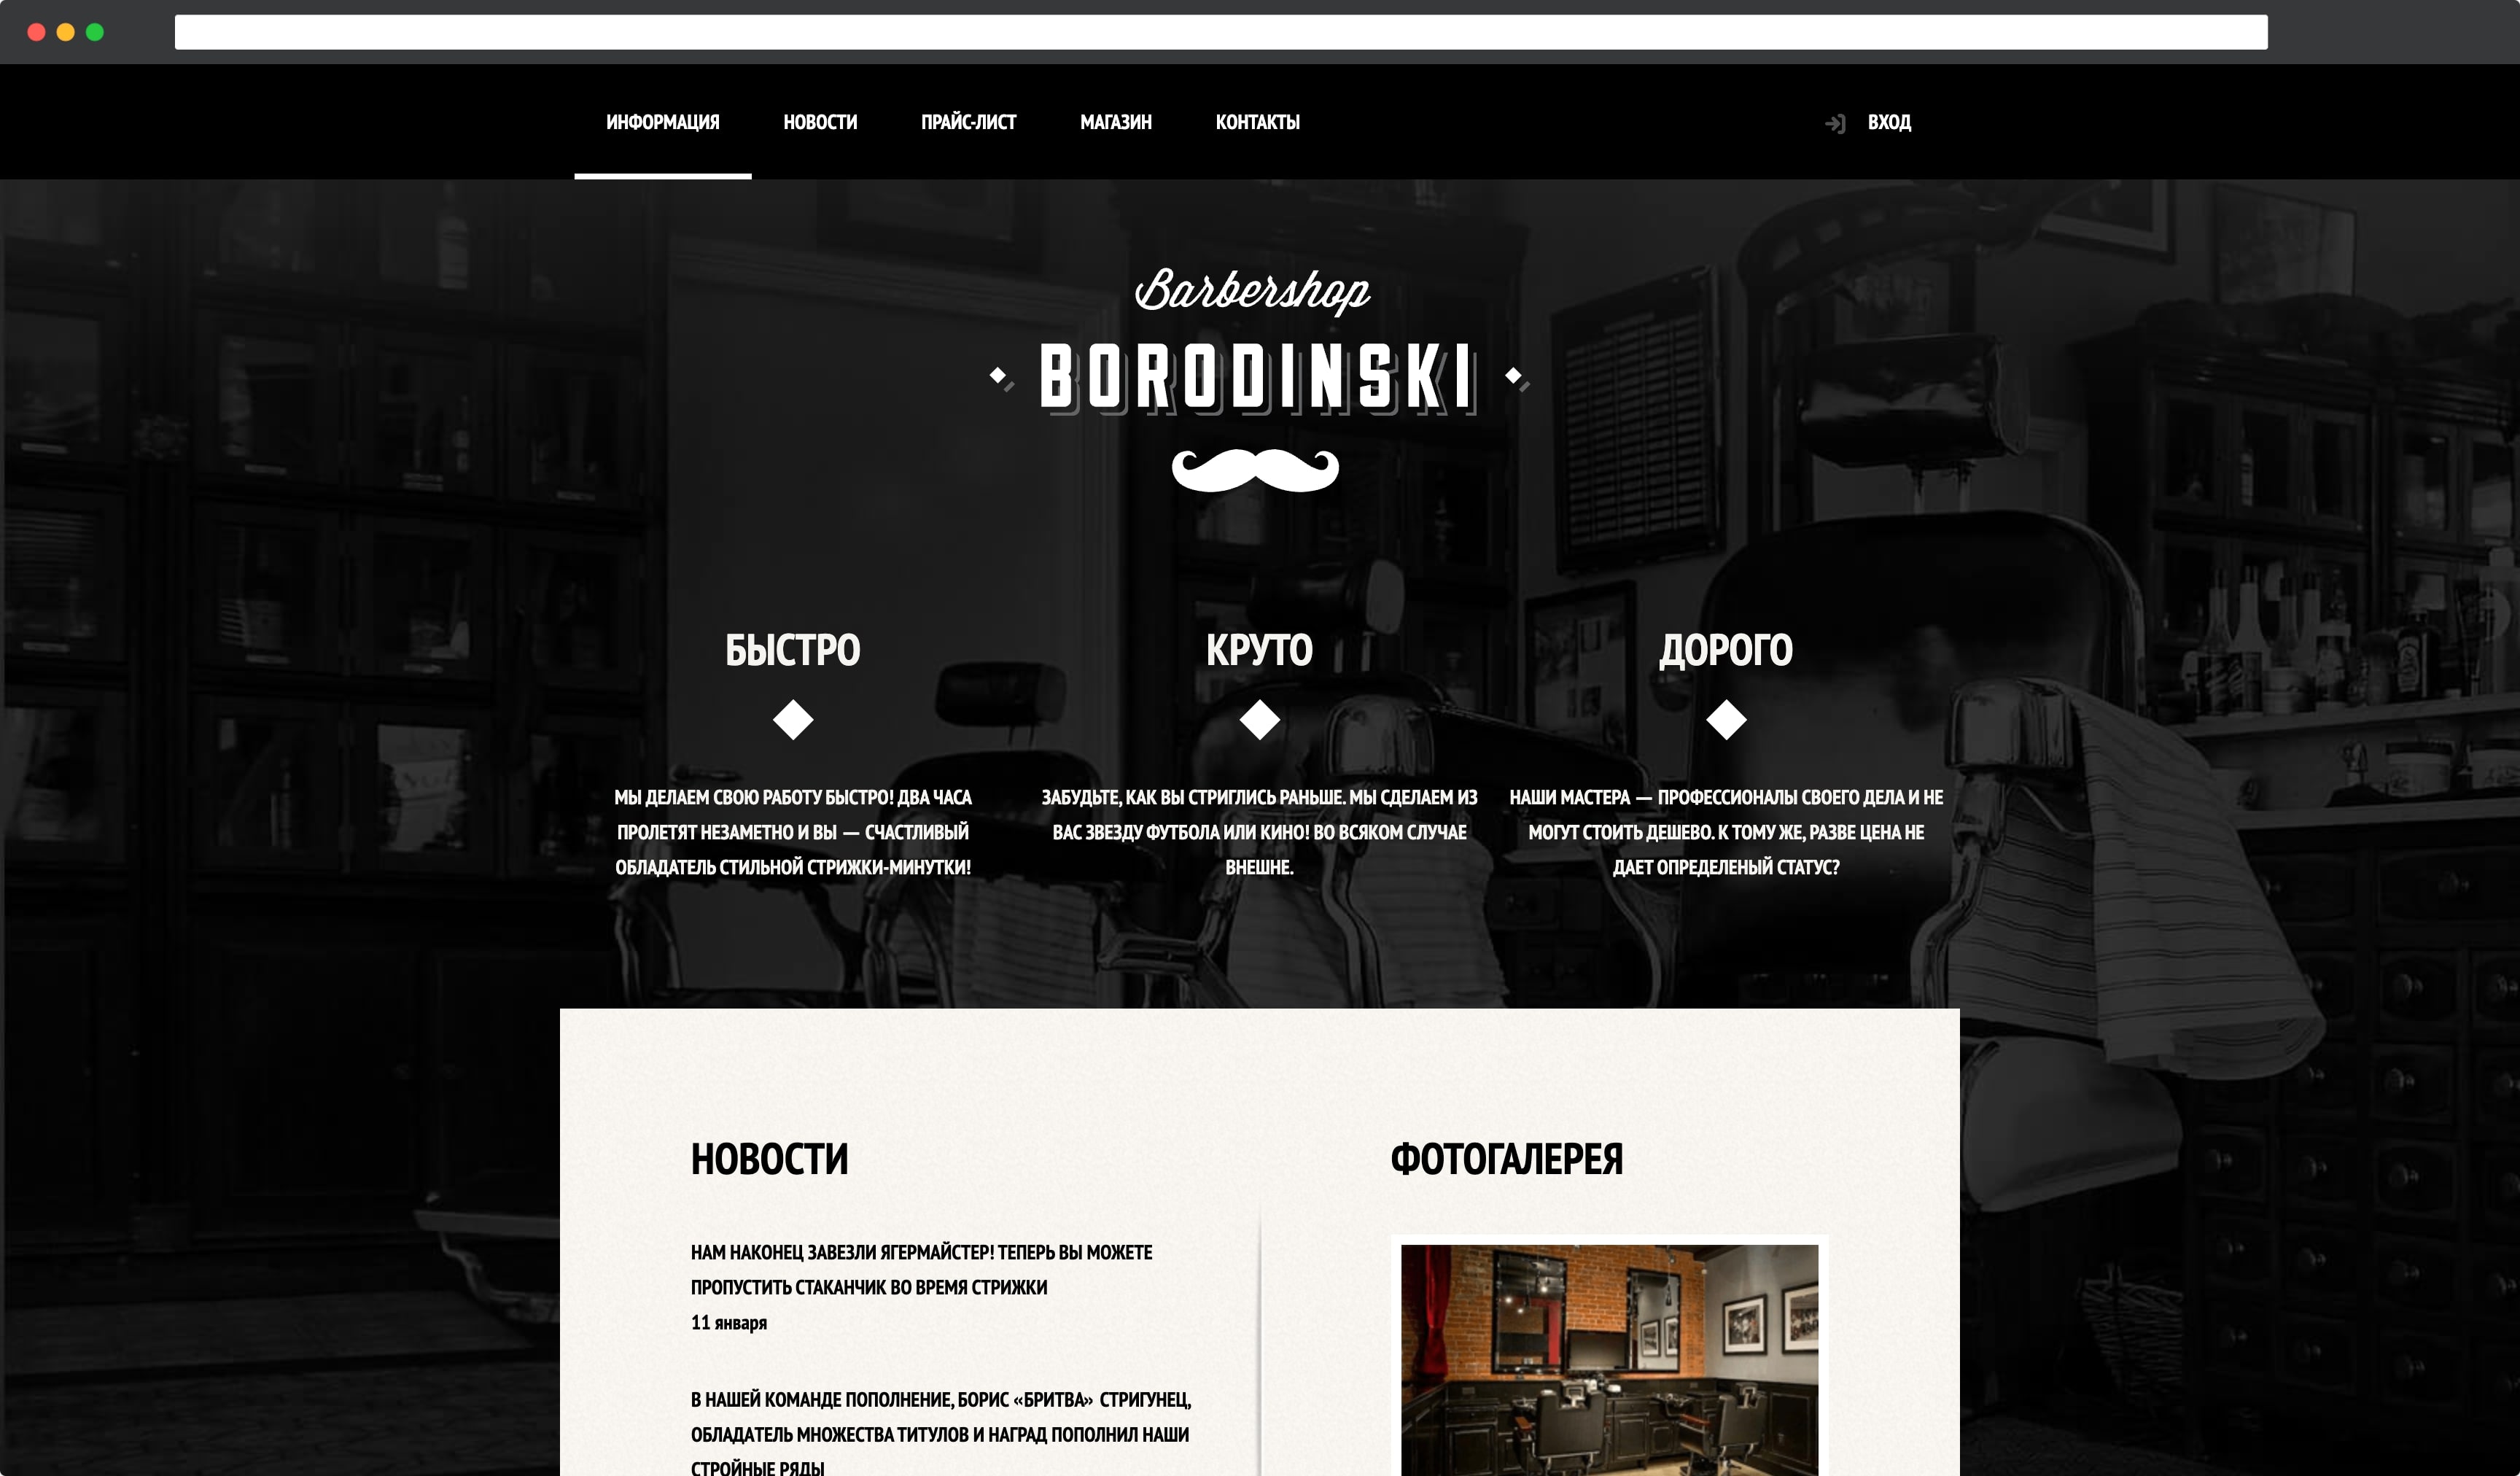 ИНФОРМАЦИЯ НОВОСТИ ПРАЙС-ЛИСТ МАГАЗИН КОНТАКТЫ ВХОД
Barbershop
BORODINSKI
БЫСТРО
МЫ ДЕЛАЕМ СВОЮ РАБОТУ БЫСТРО! ДВА ЧАСА
ПРОЛЕТЯТ НЕЗАМЕТНО И ВЫ — СЧАСТЛИВЫЙ
ОБЛАДАТЕЛЬ СТИЛЬНОЙ СТРИЖКИ-МИНУТКИ!
КРУТО
ЗАБУДЬТЕ, КАК ВЫ СТРИГЛИСЬ РАНЬШЕ. МЫ СДЕЛАЕМ ИЗ
ВАС ЗВЕЗДУ ФУТБОЛА ИЛИ КИНО! ВО ВСЯКОМ СЛУЧАЕ
ВНЕШНЕ.
ДОРОГО
НАШИ МАСТЕРА — ПРОФЕССИОНАЛЫ СВОЕГО ДЕЛА И НЕ
МОГУТ СТОИТЬ ДЕШЕВО. К ТОМУ ЖЕ, РАЗВЕ ЦЕНА НЕ
ДАЕТ ОПРЕДЕЛЕНЫЙ СТАТУС?
НОВОСТИ
НАМ НАКОНЕЦ ЗАВЕЗЛИ ЯГЕРМАЙСТЕР! ТЕПЕРЬ ВЫ МОЖЕТЕ
ПРОПУСТИТЬ СТАКАНЧИК ВО ВРЕМЯ СТРИЖКИ
11 января
В НАШЕЙ КОМАНДЕ ПОПОЛНЕНИЕ, БОРИС «БРИТВА» СТРИГУНЕЦ,
ОБЛАДАТЕЛЬ МНОЖЕСТВА ТИТУЛОВ И НАГРАД ПОПОЛНИЛ НАШИ
СТРОЙНЫЕ РЯДЫ
ФОТОГАЛЕРЕЯ